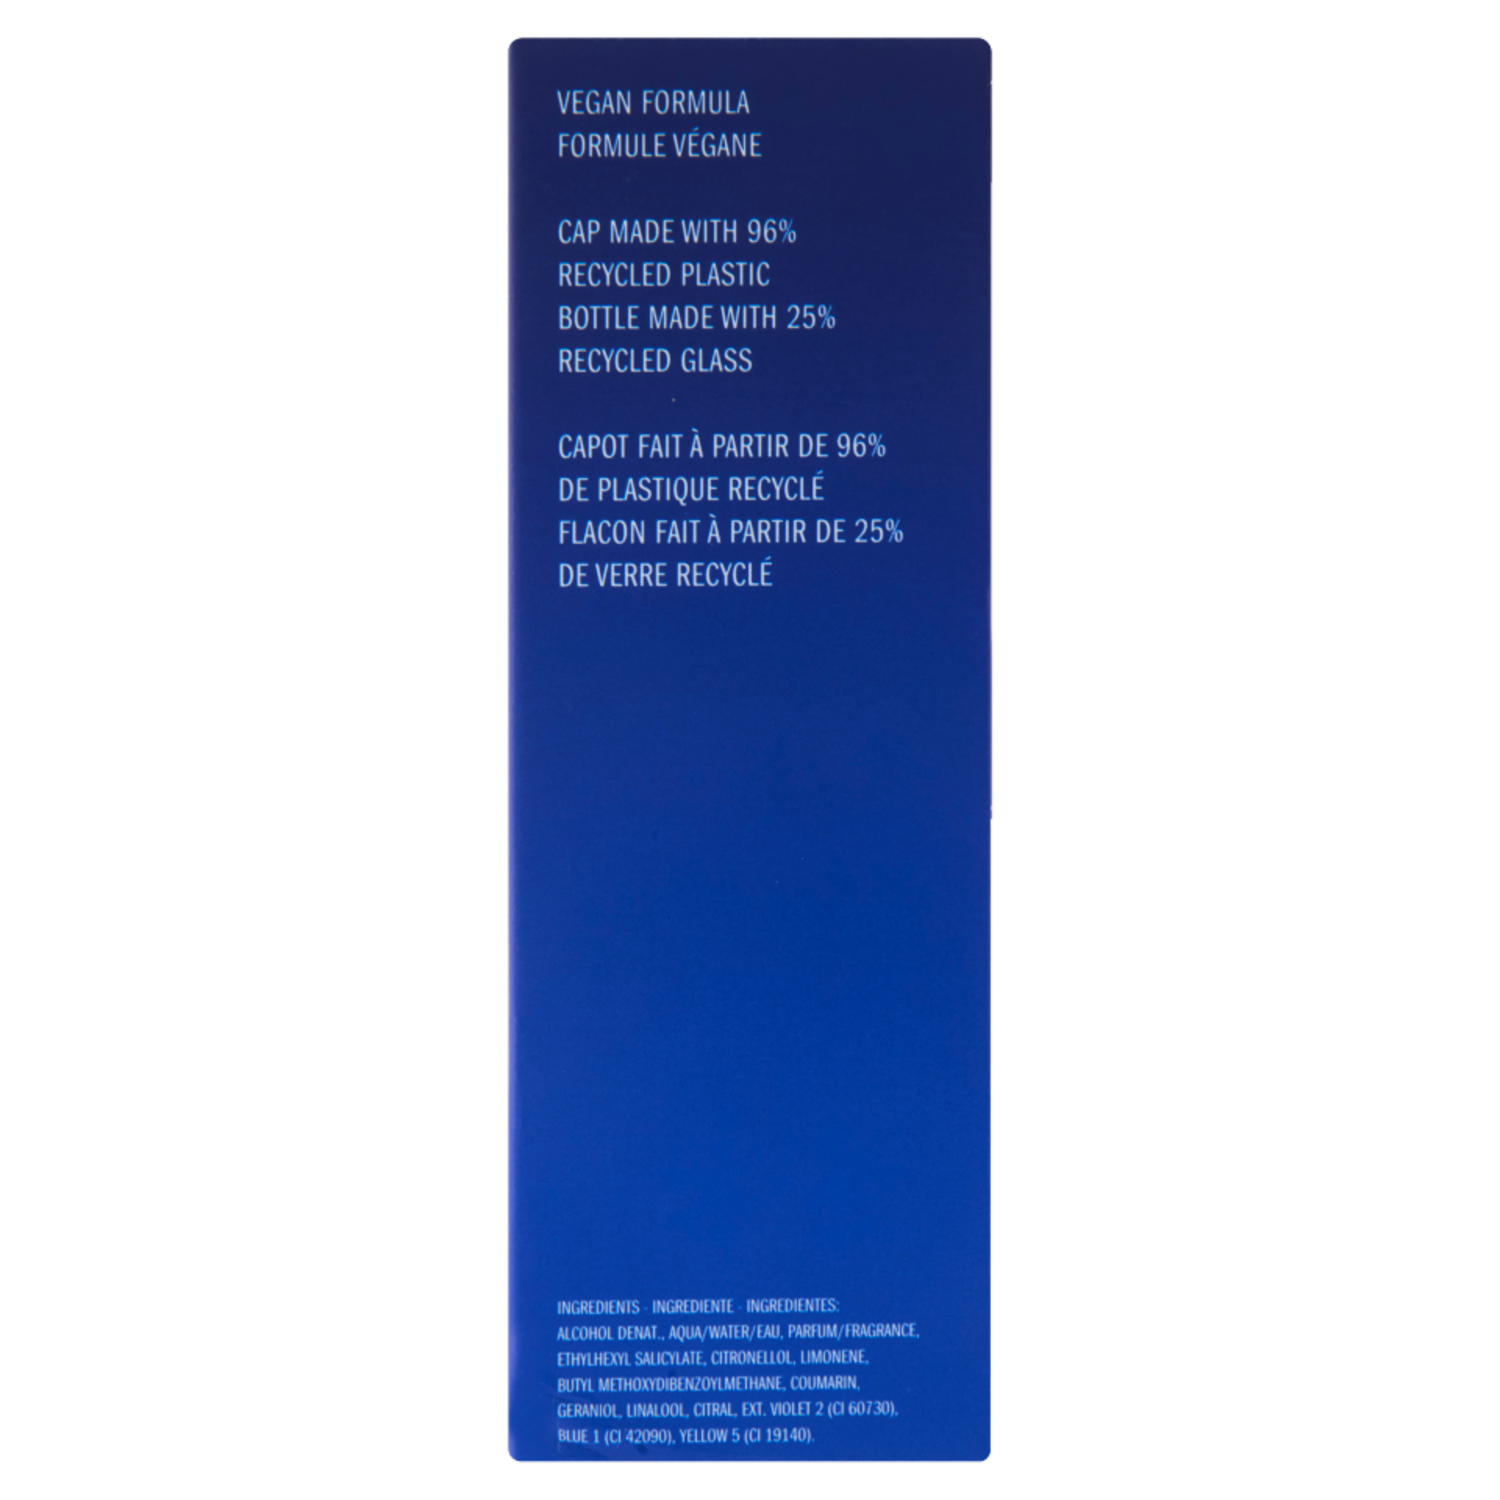 VEGAN FORMULA
FORMULE VÉGANE
CAP MADE WITH 96%
RECYCLED PLASTIC
BOTTLE MADE WITH 25%
RECYCLED GLASS
CAPOT FAIT À PARTIR DE 96%
DE PLASTIQUE RECYCLÉ
FLACON FAIT À PARTIR DE 25%
DE VERRE RECYCLÉ
INGREDIENTS - INGREDIENTE - INGREDIENTES:
ALCOHOL DENAT., AQUA/WATER/EAU, PARFUM/FRAGRANCE,
ETHYLHEXYL SALICYLATE, CITRONELLOL, LIMONENE,
BUTYL METHOXYDIBENZOYLMETHANE, COUMARIN,
GERANIOL, LINALOOL, CITRAL, EXT. VIOLET 2 (CI 60730),
BLUE 1 (CI 42090), YELLOW 5 (CI 19140).